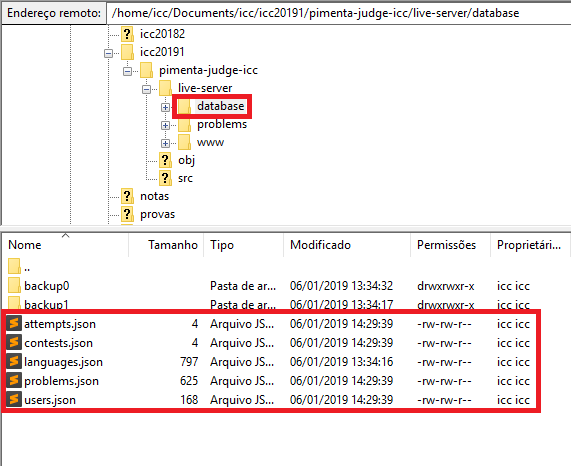 Endereço remoto: /home/icc/Documents/icc/icc20191/pimenta-judge-icc/live-server/database
icc20182
icc20191
pimenta-judge-icc
live-server
database
problems
www
obj
src
notas
provas
Nome Tamanho Tipo Modificado Permissões Proprietári...
..
backup0 Pasta de ar... 06/01/2019 13:34:32 drwxrwxr-x icc icc
backup1 Pasta de ar... 06/01/2019 13:34:17 drwxrwxr-x icc icc
attempts.json 4 Arquivo JS... 06/01/2019 14:29:39 -rw-rw-r-- icc icc
contests.json 4 Arquivo JS... 06/01/2019 14:29:39 -rw-rw-r-- icc icc
languages.json 797 Arquivo JS... 06/01/2019 13:34:16 -rw-rw-r-- icc icc
problems.json 625 Arquivo JS... 06/01/2019 14:29:39 -rw-rw-r-- icc icc
users.json 168 Arquivo JS... 06/01/2019 14:29:39 -rw-rw-r-- icc icc